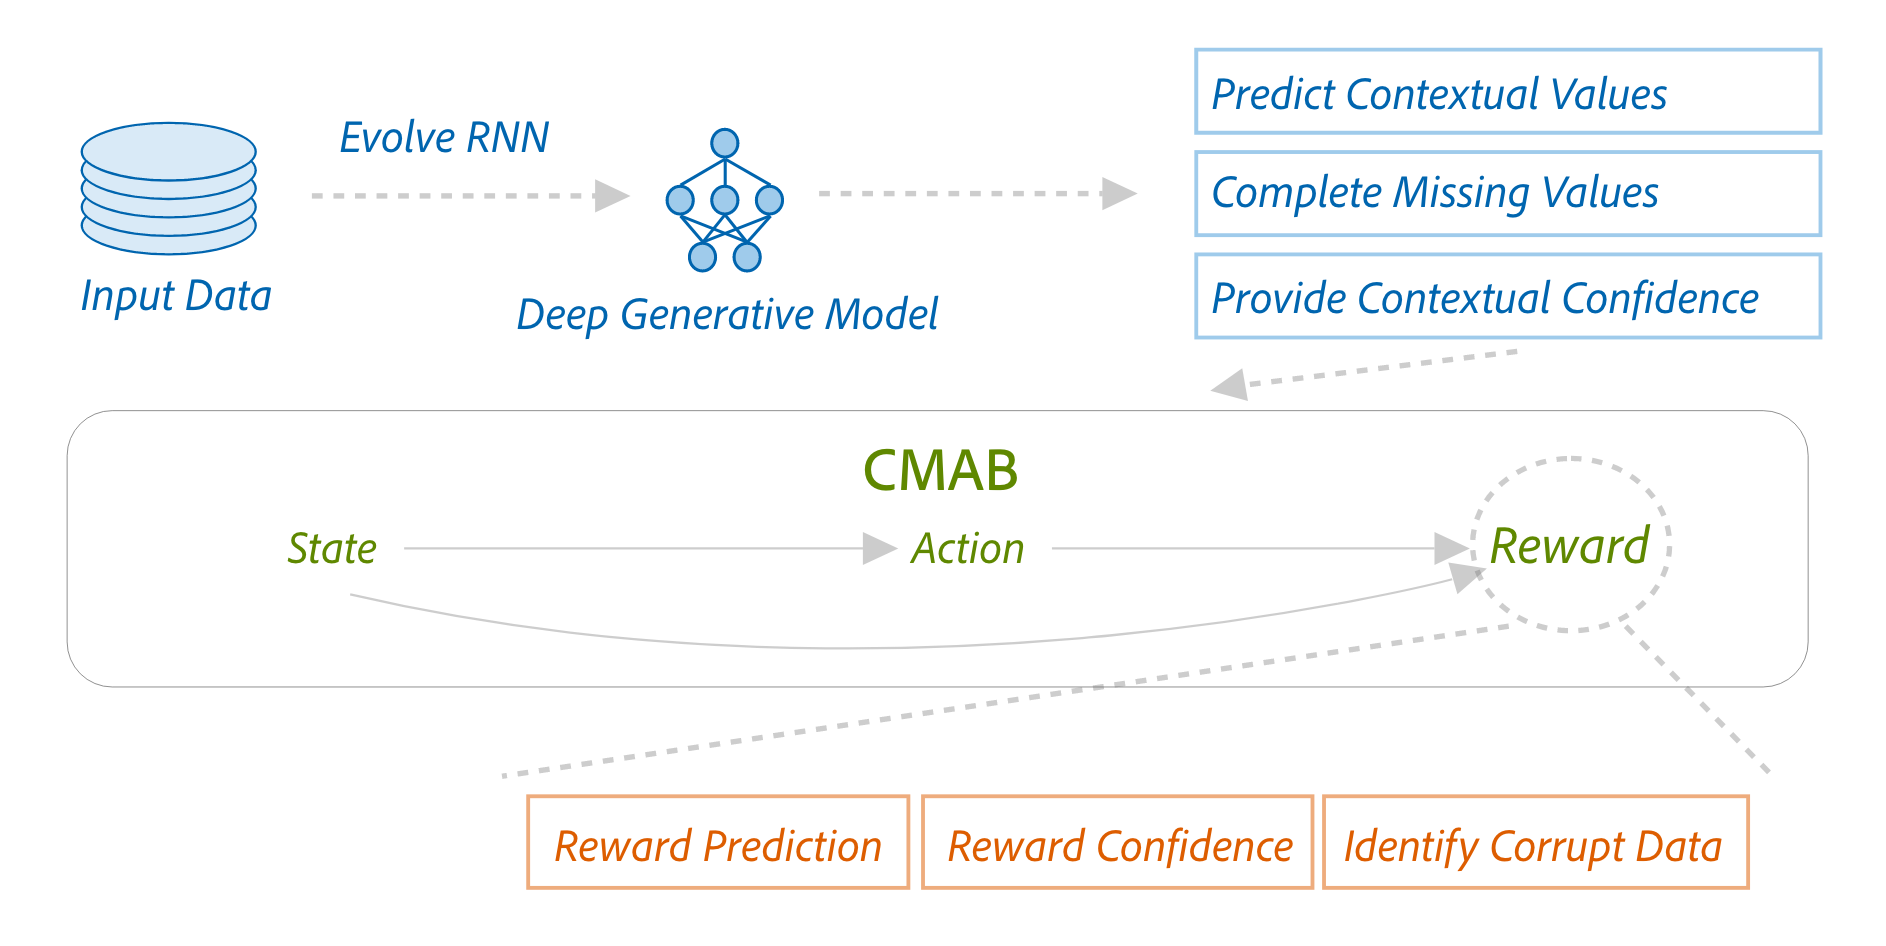 Evolve RNN
Input Data
Deep Generative Model
Predict Contextual Values
Complete Missing Values
Provide Contextual Confidence
CMAB
State
Action
Reward
Reward Prediction
Reward Confidence
Identify Corrupt Data